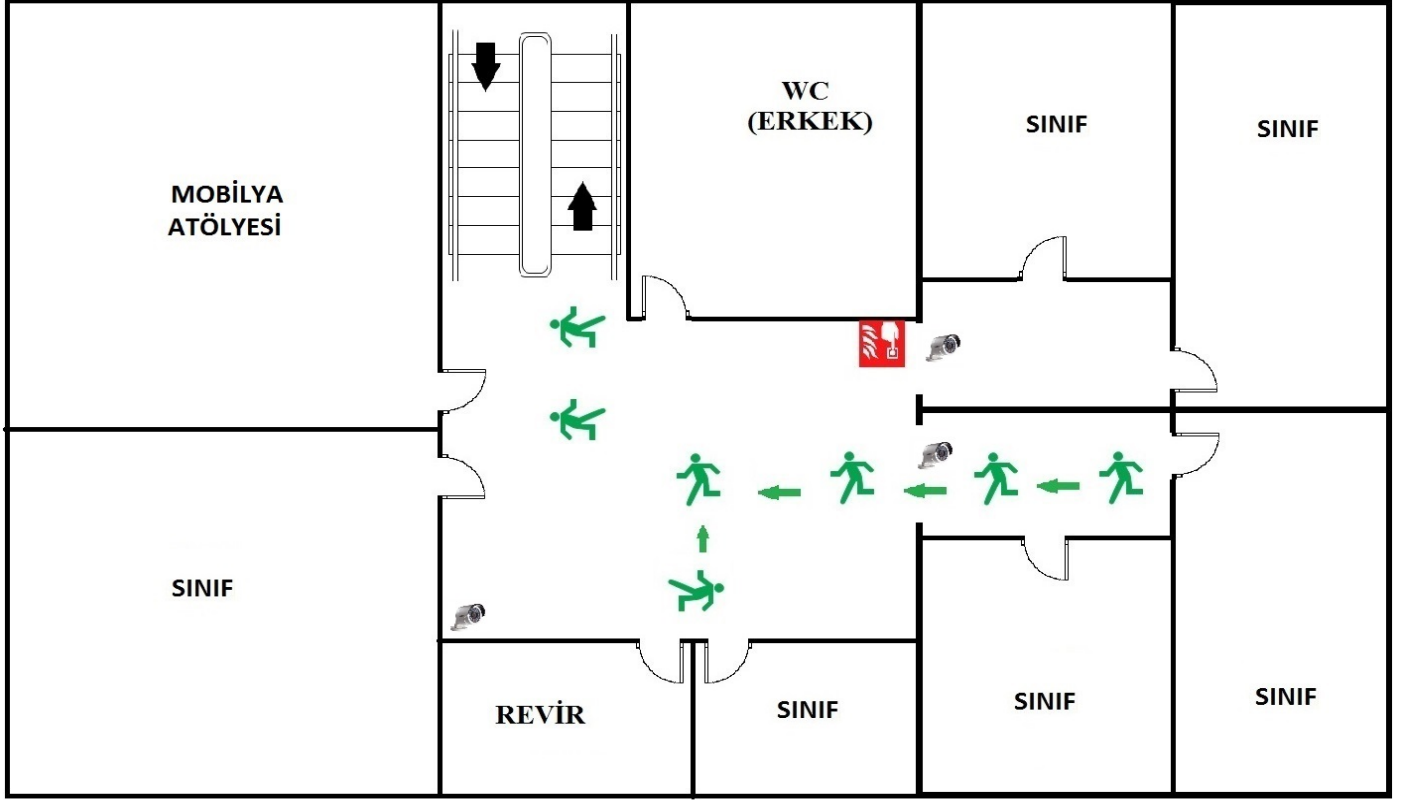 WC
(ERKEK)
SINIF
SINIF
MOBİLYA
ATÖLYESİ
SINIF
REVİR
SINIF
SINIF
SINIF